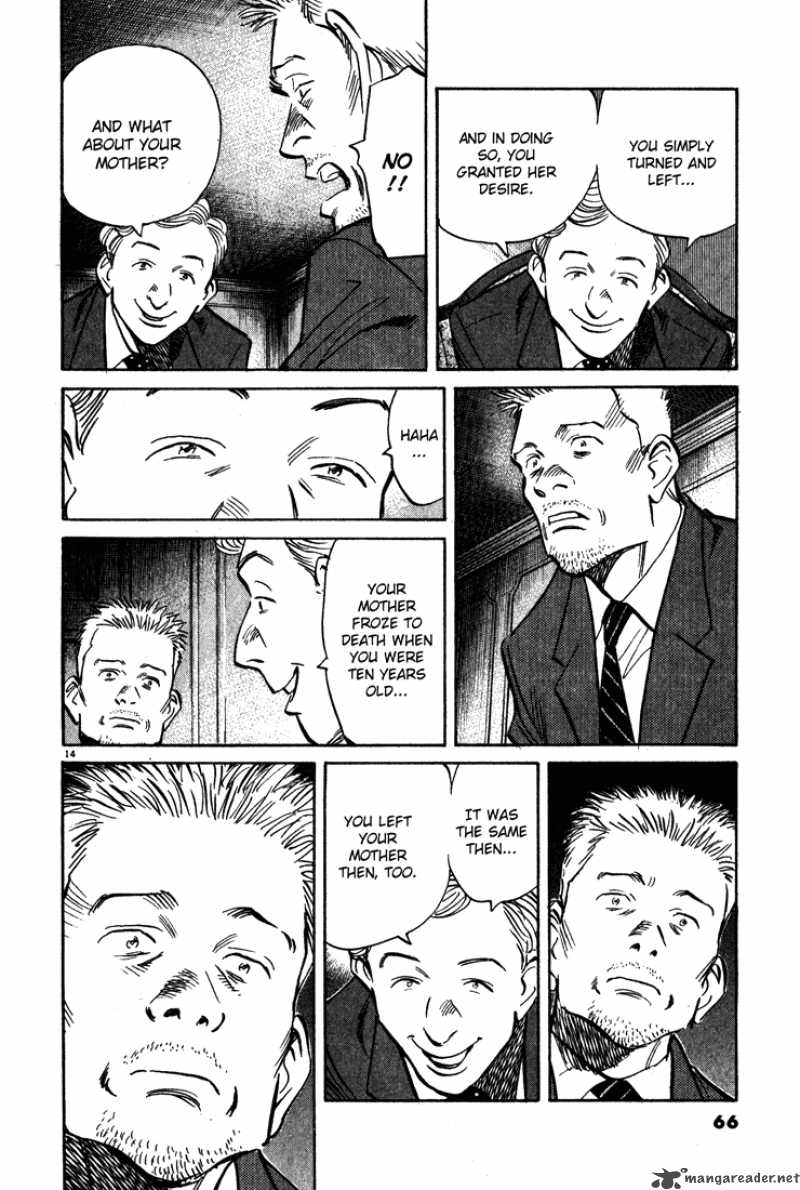 YOU SIMPLY
TURNED AND
LEFT...
AND IN DOING
SO, YOU
GRANTED HER
DESIRE.
NO
!!
AND WHAT
ABOUT YOUR
MOTHER?
HAHA
...
YOUR
MOTHER
FROZE TO
DEATH WHEN
YOU WERE
TEN YEARS
OLD...
14
IT WAS
THE SAME
THEN...
YOU LEFT
YOUR
MOTHER
THEN, TOO.
66
mangareader.net